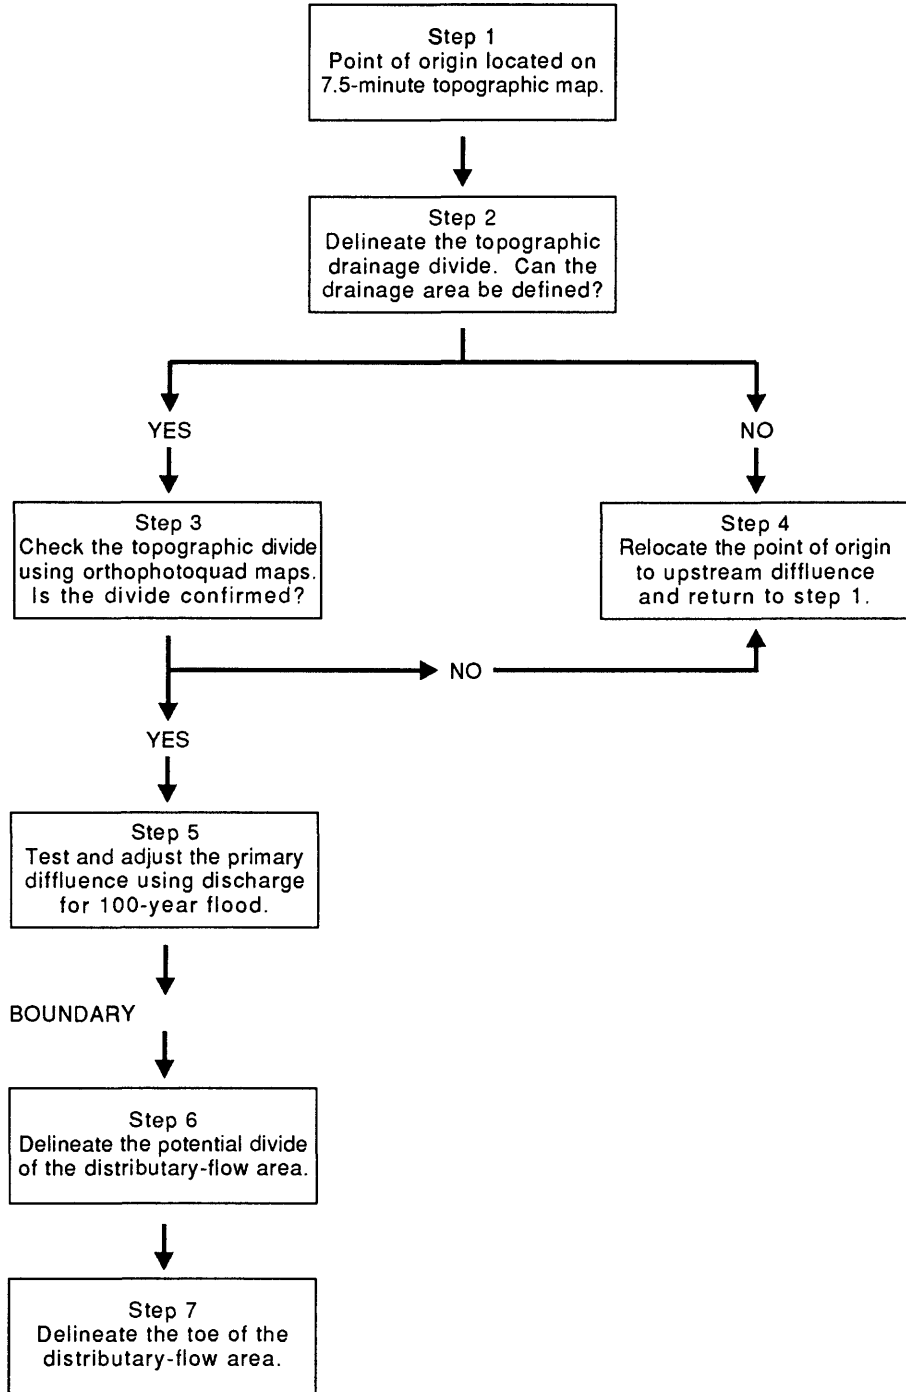 Step 1
Point of origin located on
7.5-minute topographic map.
Step 2
Delineate the topographic
drainage divide. Can the
drainage area be defined?
YES
NO
Step 3
Check the topographic divide
using orthophotoquad maps.
Is the divide confirmed?
Step 4
Relocate the point of origin
to upstream diffluence
and return to step 1.
NO
YES
Step 5
Test and adjust the primary
diffluence using discharge
for 100-year flood.
BOUNDARY
Step 6
Delineate the potential divide
of the distributary-flow area.
Step 7
Delineate the toe of the
distributary-flow area.